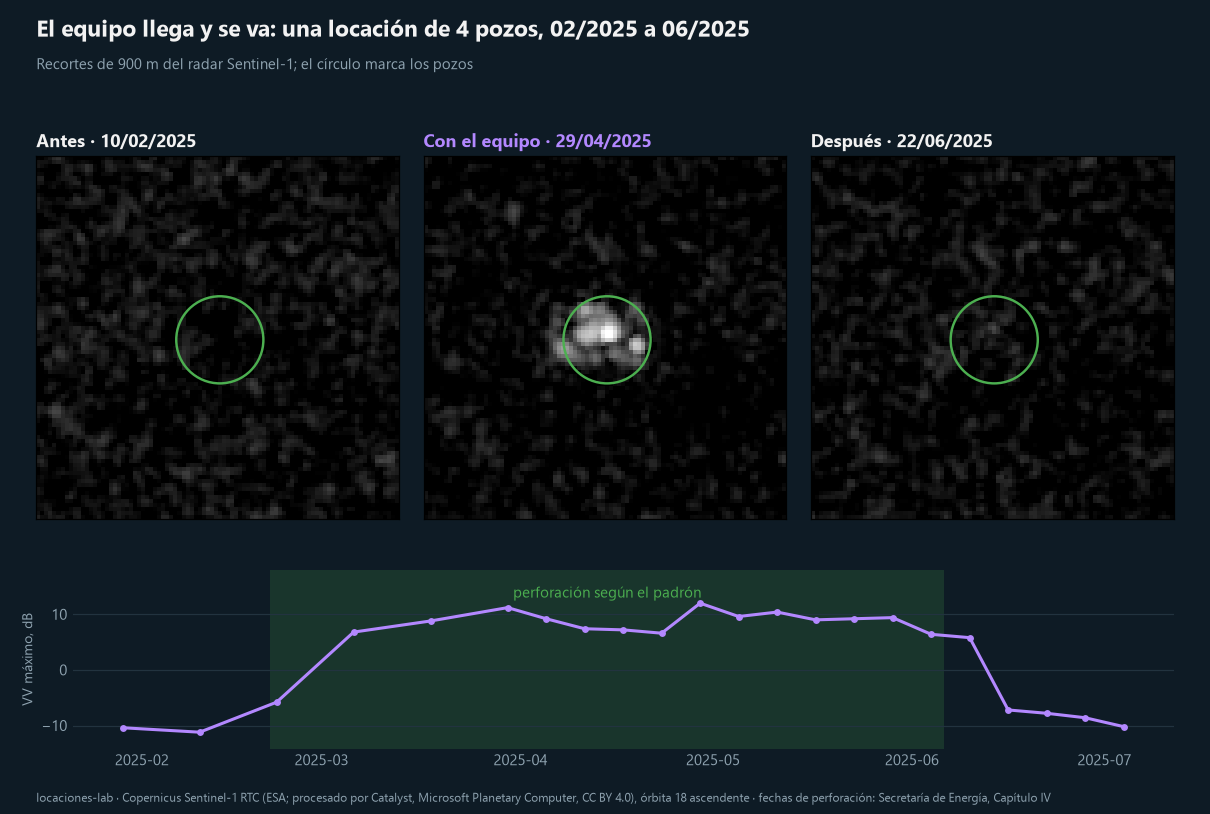 El equipo llega y se va: una locación de 4 pozos, 02/2025 a 06/2025
Recortes de 900 m del radar Sentinel-1; el círculo marca los pozos
Antes · 10/02/2025
Con el equipo · 29/04/2025
Después · 22/06/2025
perforación según el padrón
VV máximo, dB
10
0
−10
2025-02
2025-03
2025-04
2025-05
2025-06
2025-07
locaciones-lab · Copernicus Sentinel-1 RTC (ESA; procesado por Catalyst, Microsoft Planetary Computer, CC BY 4.0), órbita 18 ascendente · fechas de perforación: Secretaría de Energía, Capítulo IV